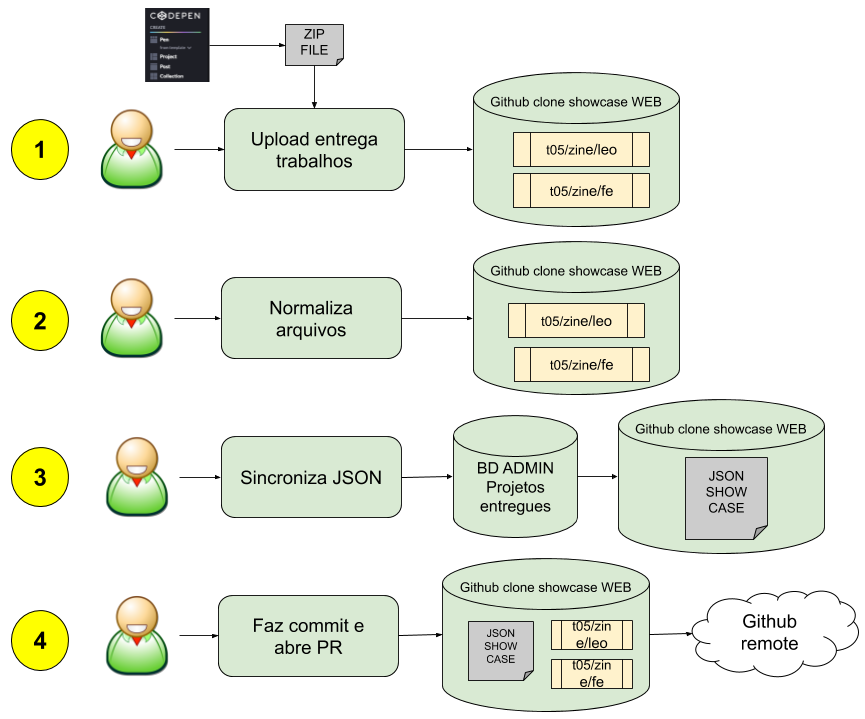 CODEPEN
CREATE
Pen
from template
Project
Post
Collection
ZIP
FILE
1
Upload entrega
trabalhos
Github clone showcase WEB
t05/zine/leo
t05/zine/fe
2
Normaliza
arquivos
Github clone showcase WEB
t05/zine/leo
t05/zine/fe
3
Sincroniza JSON
BD ADMIN
Projetos
entregues
Github clone showcase WEB
JSON
SHOW
CASE
4
Faz commit e
abre PR
Github clone showcase WEB
JSON
SHOW
CASE
t05/zin
e/leo
t05/zin
e/fe
Github
remote